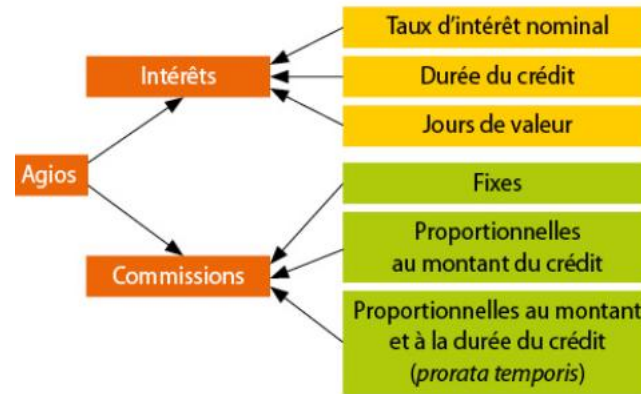 Taux d'intérêt nominal
Intérêts
Durée du crédit
Jours de valeur
Agios
Fixes
Proportionnelles
au montant du crédit
Commissions
Proportionnelles au montant
et à la durée du crédit
(prorata temporis)